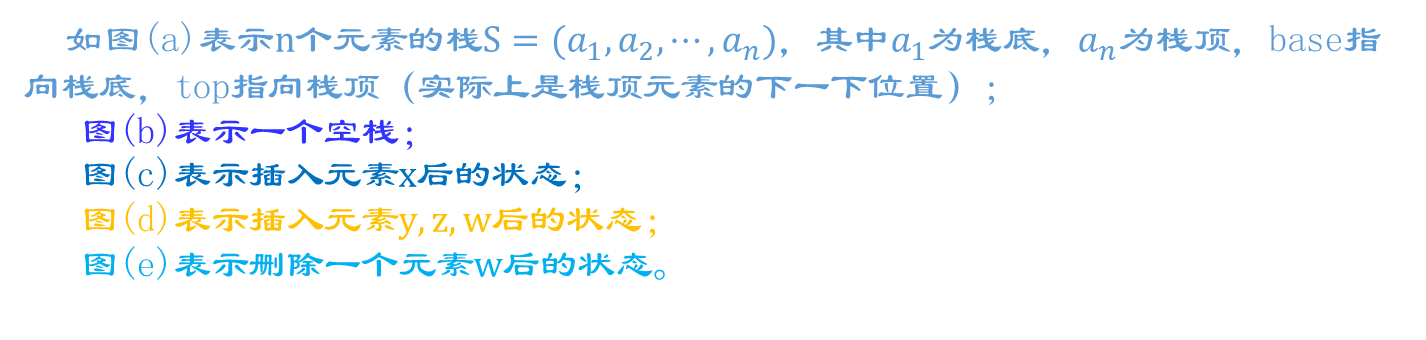 如图(a)表示n个元素的栈S = (a₁,a₂,⋯,aₙ)，其中a₁为栈底，aₙ为栈顶，base指
向栈底，top指向栈顶（实际上是栈顶元素的下一下位置）；
图(b)表示一个空栈；
图(c)表示插入元素x后的状态；
图(d)表示插入元素y,z,w后的状态；
图(e)表示删除一个元素w后的状态。